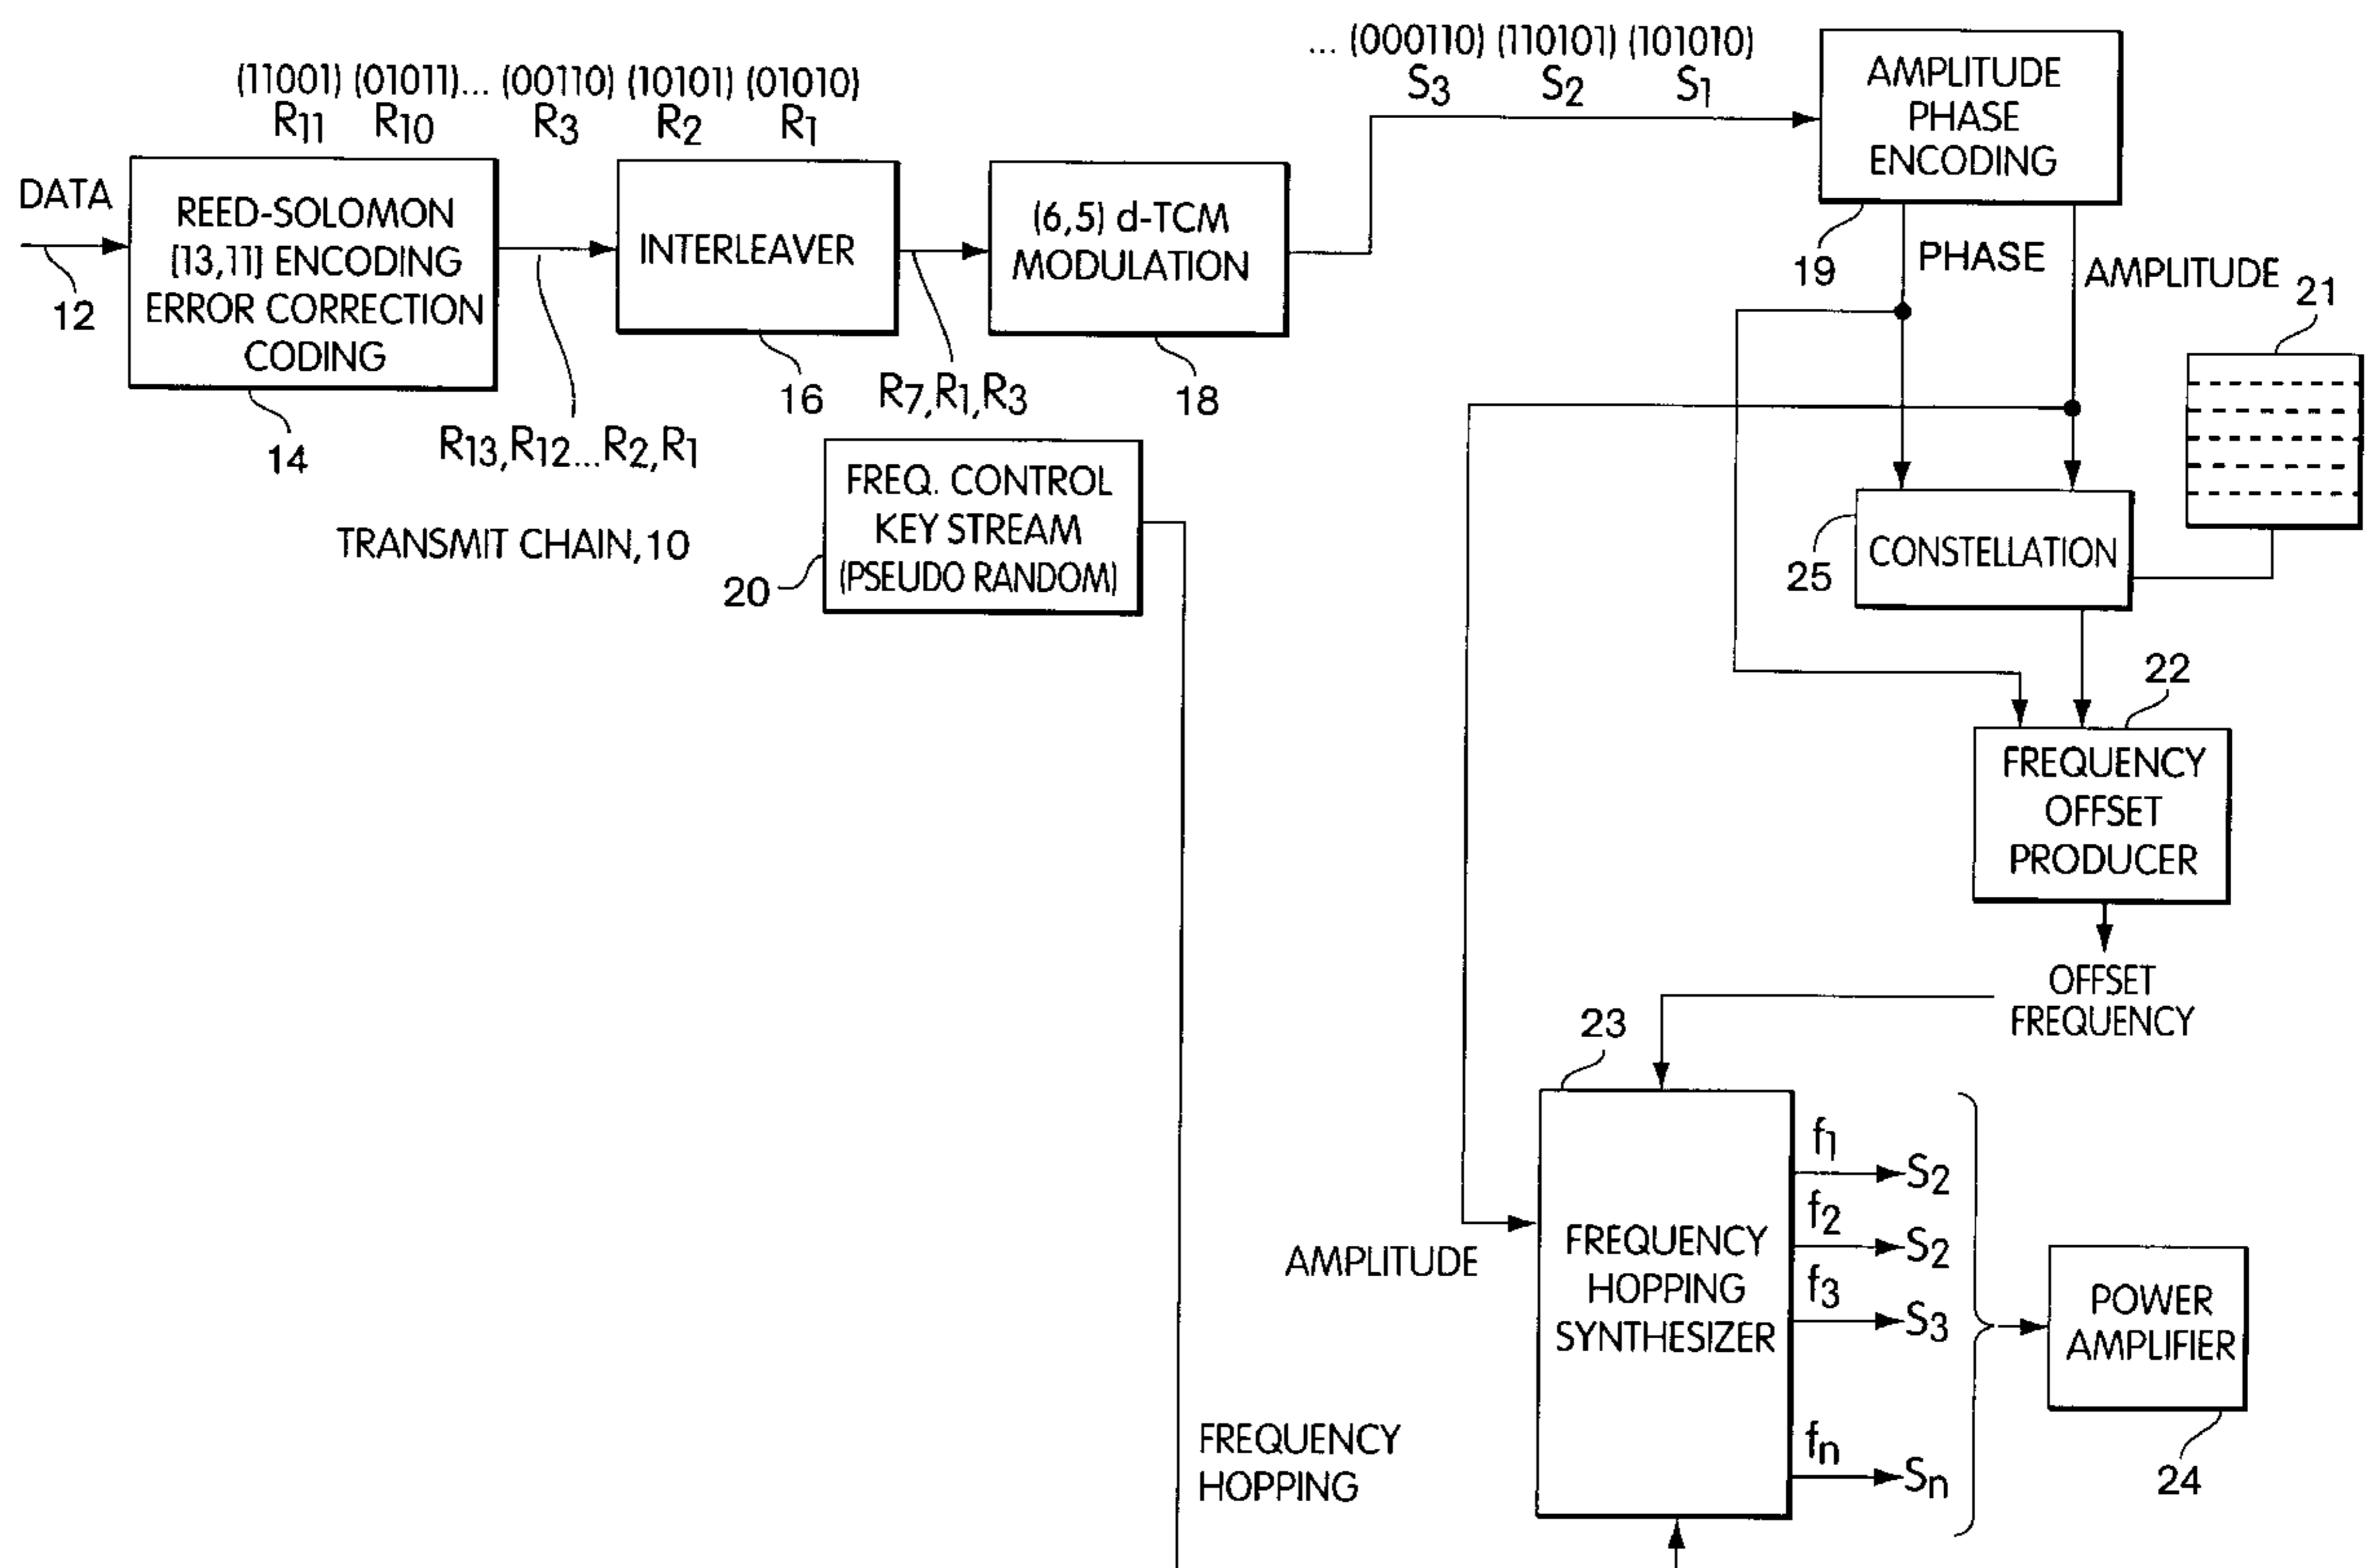 (11001) (01011)... (00110) (10101) (01010)
R11 R10 R3 R2 R1
... (000110) (110101) (101010)
S3 S2 S1
DATA
12
REED-SOLOMON
[13,11] ENCODING
ERROR CORRECTION
CODING
14
R13,R12...R2,R1
INTERLEAVER
16
R7,R1,R3
(6,5) d-TCM
MODULATION
18
AMPLITUDE
PHASE
ENCODING
19
PHASE
AMPLITUDE
21
TRANSMIT CHAIN,10
FREQ. CONTROL
KEY STREAM
(PSEUDO RANDOM)
20
CONSTELLATION
25
22
FREQUENCY
OFFSET
PRODUCER
OFFSET
FREQUENCY
23
AMPLITUDE
FREQUENCY
HOPPING
SYNTHESIZER
f1 S2
f2 S2
f3 S3
fn Sn
POWER
AMPLIFIER
24
FREQUENCY
HOPPING